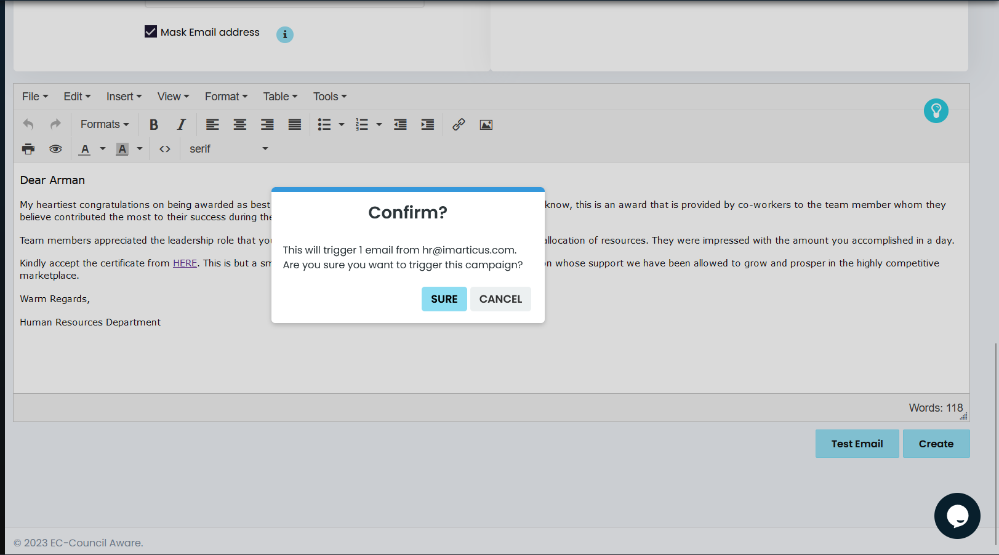 Mask Email address
i
File Edit Insert View Format Table Tools
Formats B I
A A <> serif
Dear Arman
My heartiest congratulations on being awarded as best know, this is an award that is provided by co-workers to the team member whom they
believe contributed the most to their success during the
Team members appreciated the leadership role that you allocation of resources. They were impressed with the amount you accomplished in a day.
Kindly accept the certificate from HERE. This is but a sm on whose support we have been allowed to grow and prosper in the highly competitive
marketplace.
Warm Regards,
Human Resources Department
Confirm?
This will trigger 1 email from hr@imarticus.com.
Are you sure you want to trigger this campaign?
SURE CANCEL
Words: 118
Test Email Create
© 2023 EC-Council Aware.